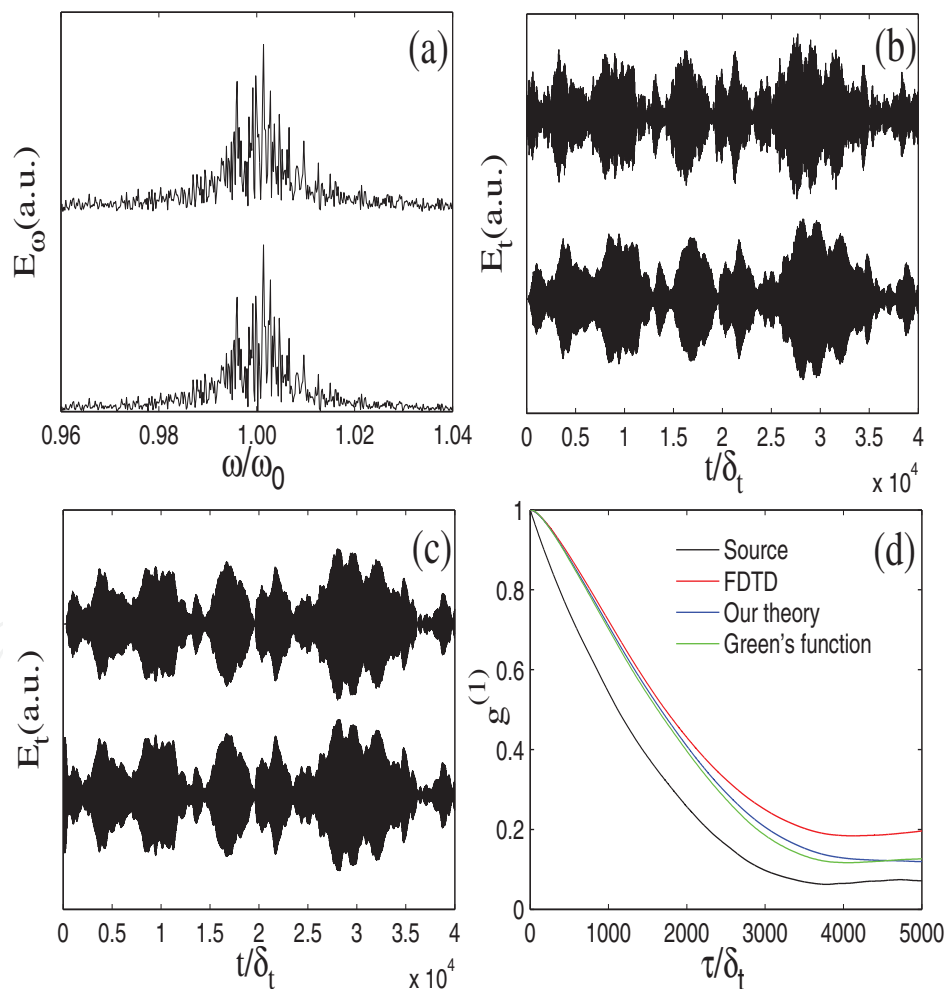 (a)
E_ω(a.u.)
0.96 0.98 1.00 1.02 1.04
ω/ω_0
(b)
E_t(a.u.)
0 0.5 1 1.5 2 2.5 3 3.5 4
t/δ_t
x 10^4
(c)
E_t(a.u.)
0 0.5 1 1.5 2 2.5 3 3.5 4
t/δ_t
x 10^4
(d)
g^(1)
1
0.8
0.6
0.4
0.2
0
Source
FDTD
Our theory
Green's function
0 1000 2000 3000 4000 5000
τ/δ_t